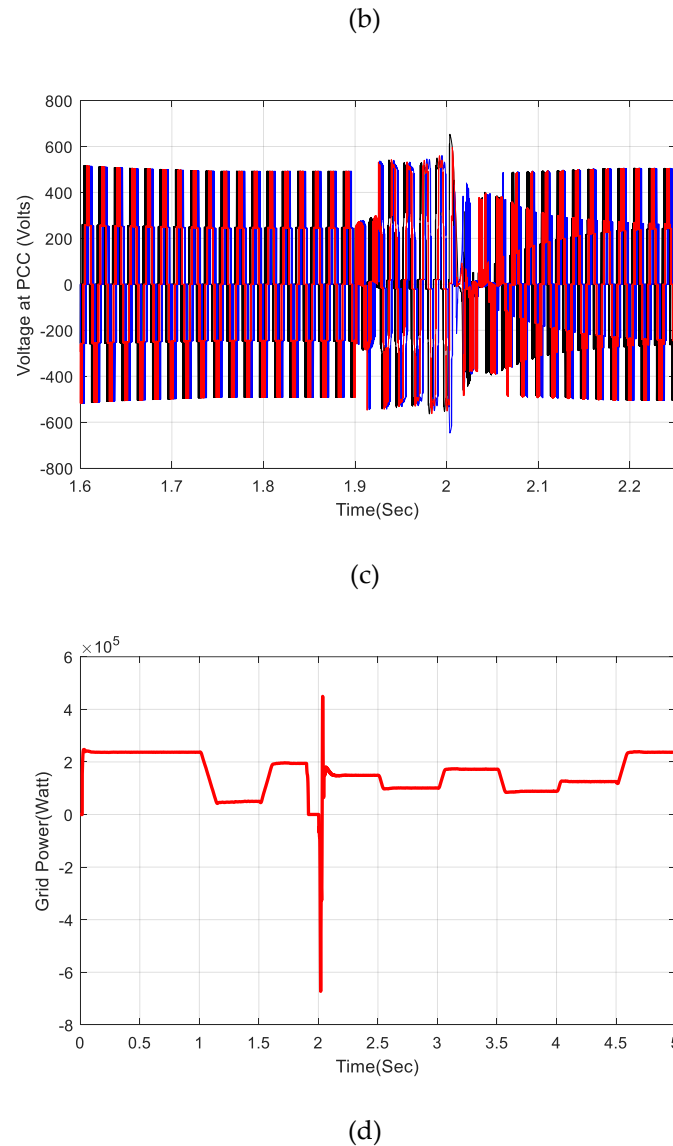 (b)
800
600
400
200
0
-200
-400
-600
-800
Voltage at PCC (Volts)
1.6 1.7 1.8 1.9 2 2.1 2.2
Time(Sec)
(c)
×10^5
6
4
2
0
-2
-4
-6
-8
Grid Power(Watt)
0 0.5 1 1.5 2 2.5 3 3.5 4 4.5 5
Time(Sec)
(d)